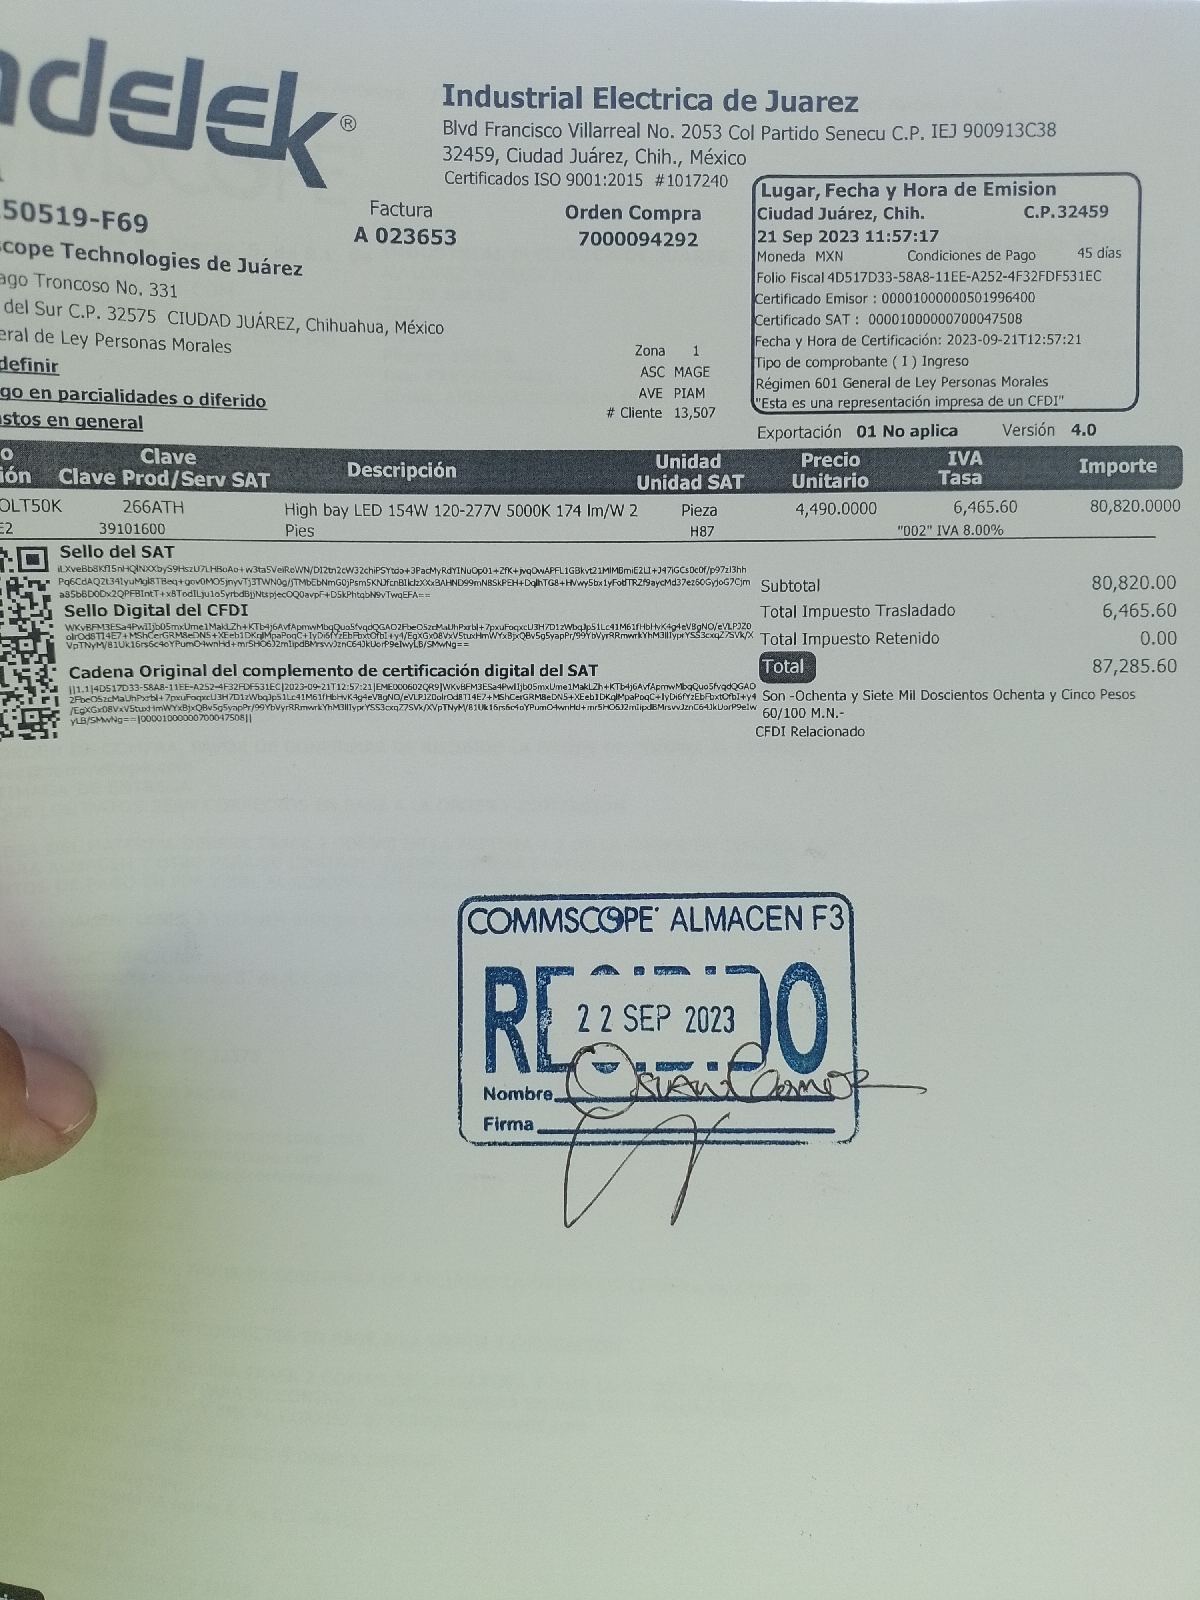 ndelek®
Industrial Electrica de Juarez
Blvd Francisco Villarreal No. 2053 Col Partido Senecu C.P. IEJ 900913C38
32459, Ciudad Juárez, Chih., México
Certificados ISO 9001:2015 #1017240
50519-F69
Factura
A 023653
Orden Compra
7000094292
scope Technologies de Juárez
ago Troncoso No. 331
del Sur C.P. 32575 CIUDAD JUÁREZ, Chihuahua, México
eral de Ley Personas Morales
definir
go en parcialidades o diferido
stos en general
Zona 1
ASC MAGE
AVE PIAM
# Cliente 13,507
Lugar, Fecha y Hora de Emision
Ciudad Juárez, Chih. C.P.32459
21 Sep 2023 11:57:17
Moneda MXN Condiciones de Pago 45 días
Folio Fiscal 4D517D33-58A8-11EE-A252-4F32FDF531EC
Certificado Emisor : 00001000000501996400
Certificado SAT : 00001000000700047508
Fecha y Hora de Certificación: 2023-09-21T12:57:21
Tipo de comprobante ( I ) Ingreso
Régimen 601 General de Ley Personas Morales
"Esta es una representación impresa de un CFDI"
Exportación 01 No aplica Versión 4.0
o Clave Descripción Unidad Precio IVA Importe
ión Clave Prod/Serv SAT Unidad SAT Unitario Tasa
OLT50K 266ATH High bay LED 154W 120-277V 5000K 174 lm/W 2 Pieza 4,490.0000 6,465.60 80,820.0000
E2 39101600 Pies H87 "002" IVA 8.00%
Sello del SAT
Sello Digital del CFDI
Cadena Original del complemento de certificación digital del SAT
Subtotal 80,820.00
Total Impuesto Trasladado 6,465.60
Total Impuesto Retenido 0.00
Total 87,285.60
Son -Ochenta y Siete Mil Doscientos Ochenta y Cinco Pesos
60/100 M.N.-
CFDI Relacionado
COMMSCOPE ALMACEN F3
RECIBIDO
22 SEP 2023
Nombre
Firma